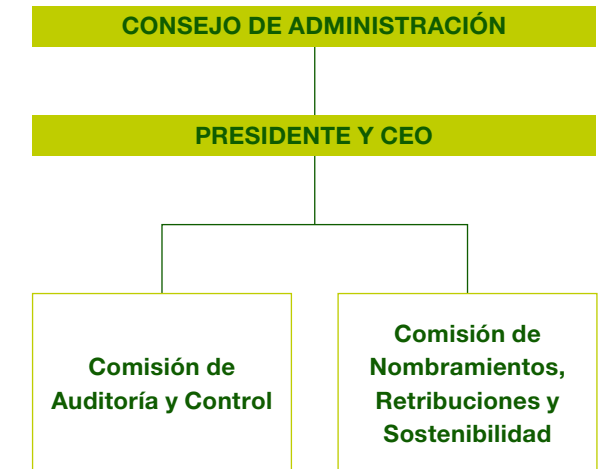 CONSEJO DE ADMINISTRACIÓN
PRESIDENTE Y CEO
Comisión de
Auditoría y Control
Comisión de
Nombramientos,
Retribuciones y
Sostenibilidad